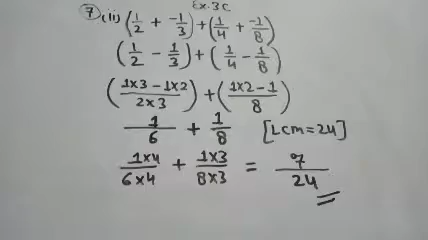 Ex.3C
7 (ii) (1/2 + -1/3) + (1/4 + -1/8)
(1/2 - 1/3) + (1/4 - 1/8)
(1×3 - 1×2 / 2×3) + (1×2 - 1 / 8)
1/6 + 1/8 [Lcm = 24]
1×4 / 6×4 + 1×3 / 8×3 = 7/24